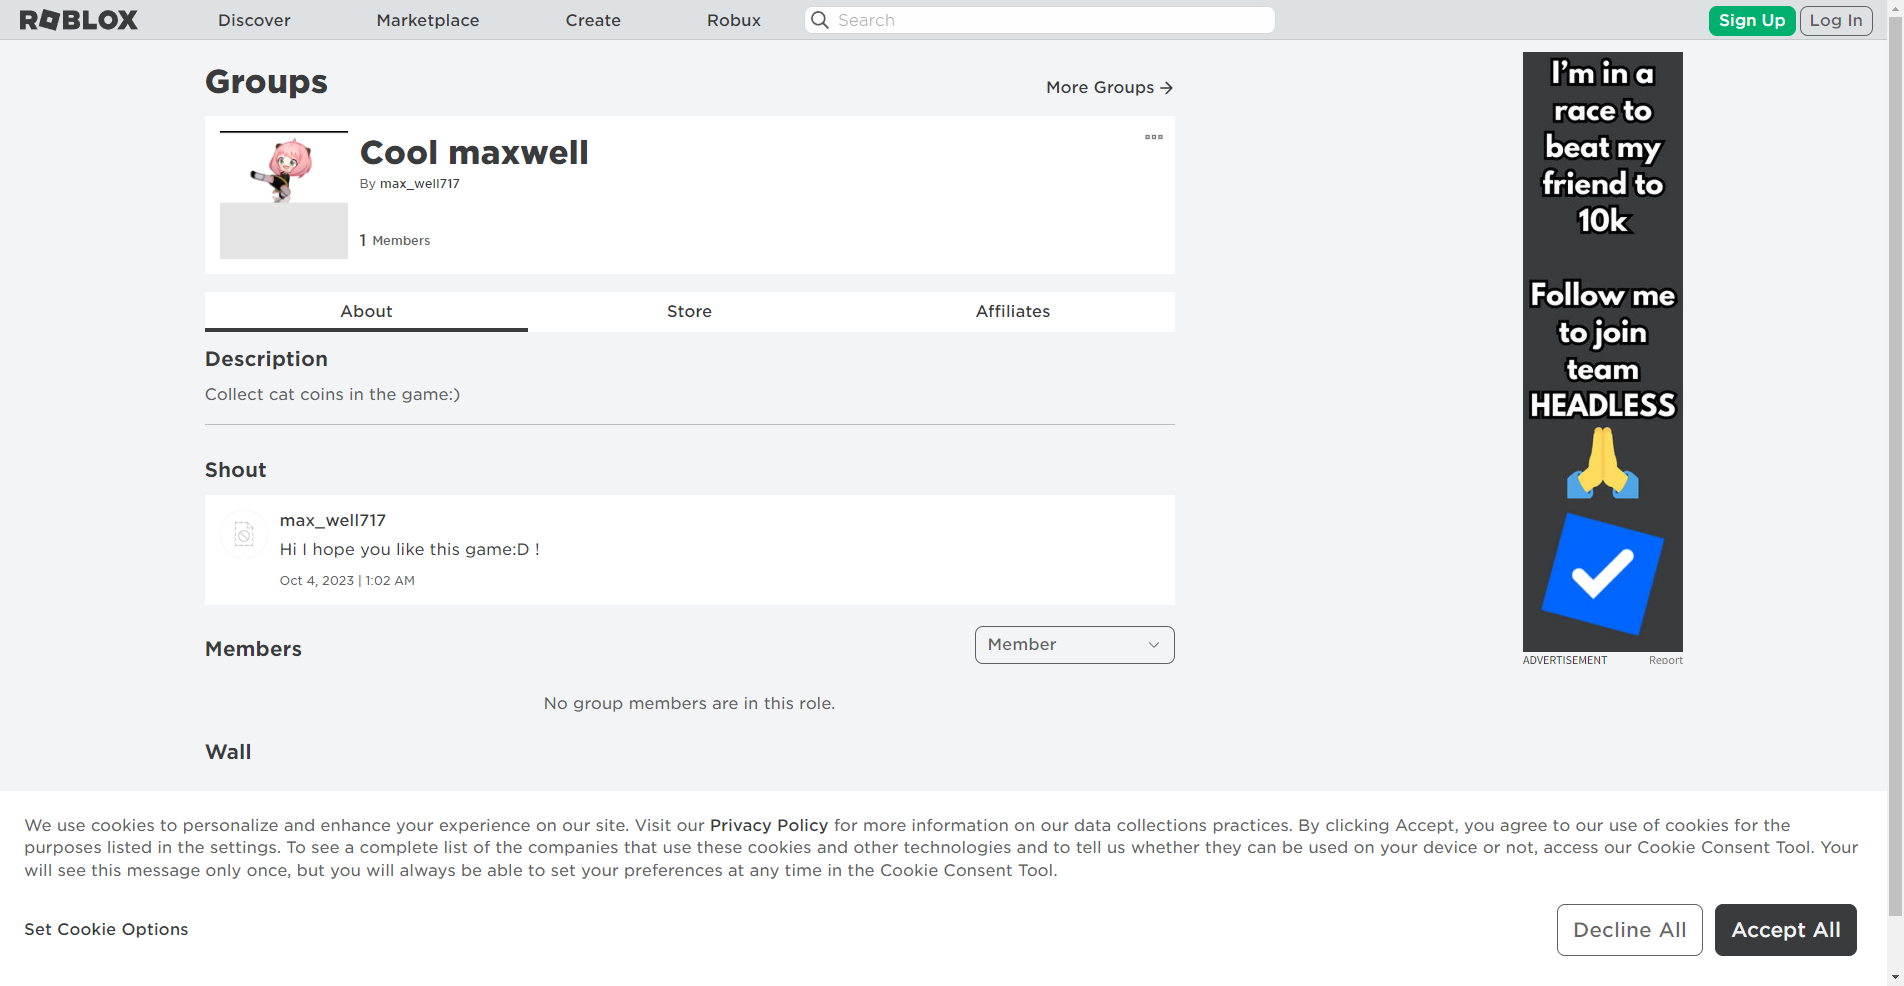 ROBLOX
Discover
Marketplace
Create
Robux
Search
Sign Up
Log In
Groups
More Groups
Cool maxwell
By max_well717
1 Members
About
Store
Affiliates
Description
Collect cat coins in the game:)
Shout
max_well717
Hi I hope you like this game:D !
Oct 4, 2023 | 1:02 AM
Members
Member
No group members are in this role.
Wall
I'm in a
race to
beat my
friend to
10k
Follow me
to join
team
HEADLESS
ADVERTISEMENT
Report
We use cookies to personalize and enhance your experience on our site. Visit our Privacy Policy for more information on our data collections practices. By clicking Accept, you agree to our use of cookies for the
purposes listed in the settings. To see a complete list of the companies that use these cookies and other technologies and to tell us whether they can be used on your device or not, access our Cookie Consent Tool. Your
will see this message only once, but you will always be able to set your preferences at any time in the Cookie Consent Tool.
Set Cookie Options
Decline All
Accept All